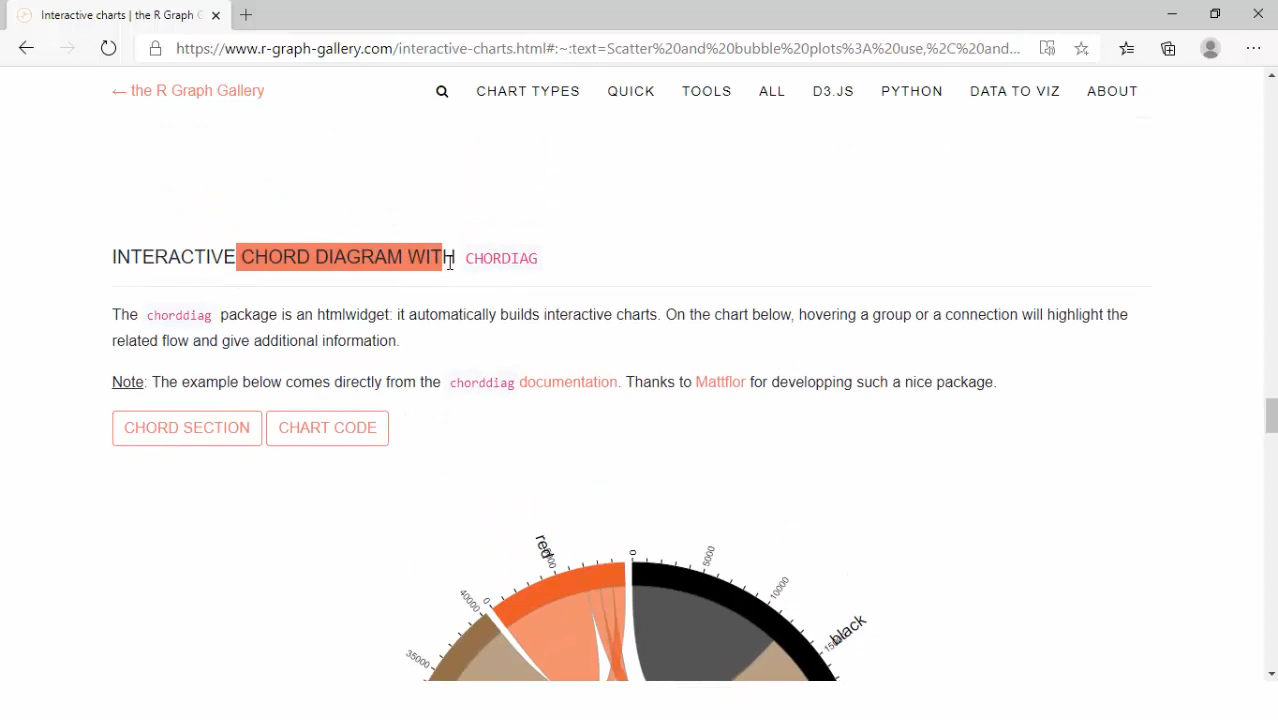 Interactive charts | the R Graph G
https://www.r-graph-gallery.com/interactive-charts.html#:~:text=Scatter%20and%20bubble%20plots%3A%20use,%2C%20and...
← the R Graph Gallery CHART TYPES QUICK TOOLS ALL D3.JS PYTHON DATA TO VIZ ABOUT
INTERACTIVE CHORD DIAGRAM WITH CHORDIAG
The chorddiag package is an htmlwidget: it automatically builds interactive charts. On the chart below, hovering a group or a connection will highlight the
related flow and give additional information.
Note: The example below comes directly from the chorddiag documentation. Thanks to Mattflor for developping such a nice package.
CHORD SECTION CHART CODE
red
0
5000
10000
black
40000
0
35000